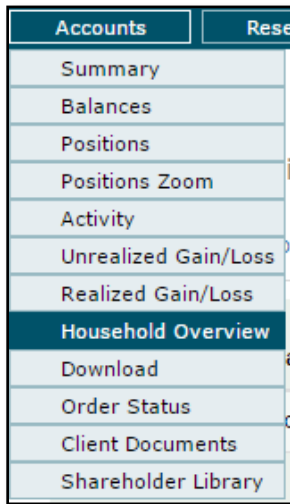 Accounts
Rese
Summary
Balances
Positions
Positions Zoom
Activity
Unrealized Gain/Loss
Realized Gain/Loss
Household Overview
Download
Order Status
Client Documents
Shareholder Library